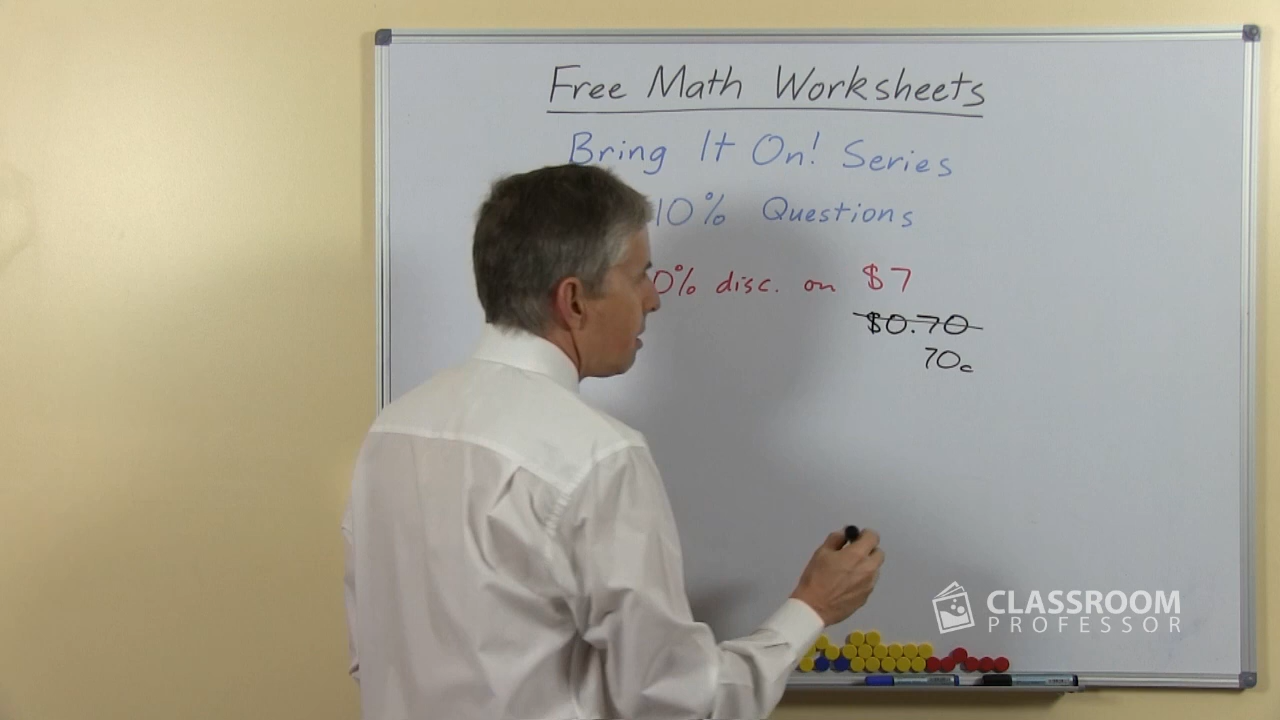 Free Math Worksheets
Bring It On! Series
10% Questions
0% disc. on $7
$0.70
70c
CLASSROOM
PROFESSOR